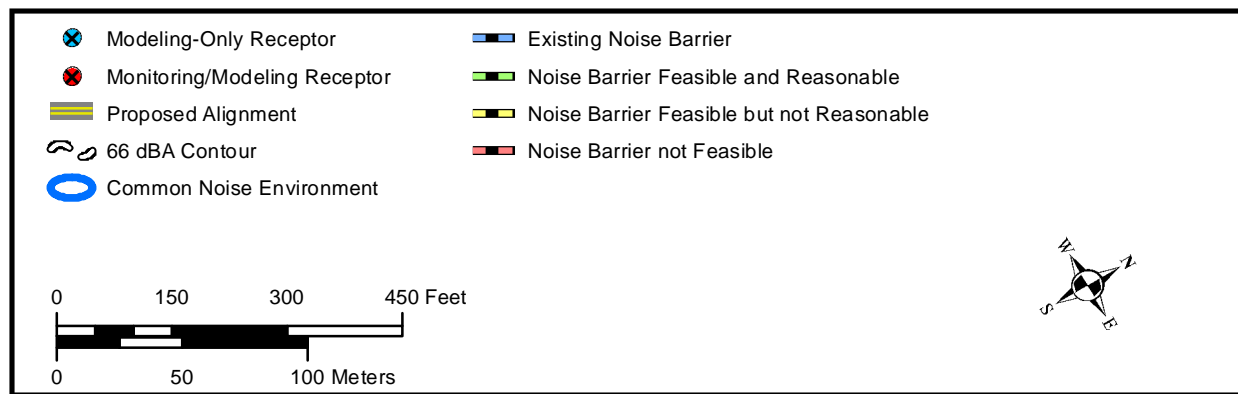 Modeling-Only Receptor
Monitoring/Modeling Receptor
Proposed Alignment
66 dBA Contour
Common Noise Environment
Existing Noise Barrier
Noise Barrier Feasible and Reasonable
Noise Barrier Feasible but not Reasonable
Noise Barrier not Feasible
0 150 300 450 Feet
0 50 100 Meters
W N
S E